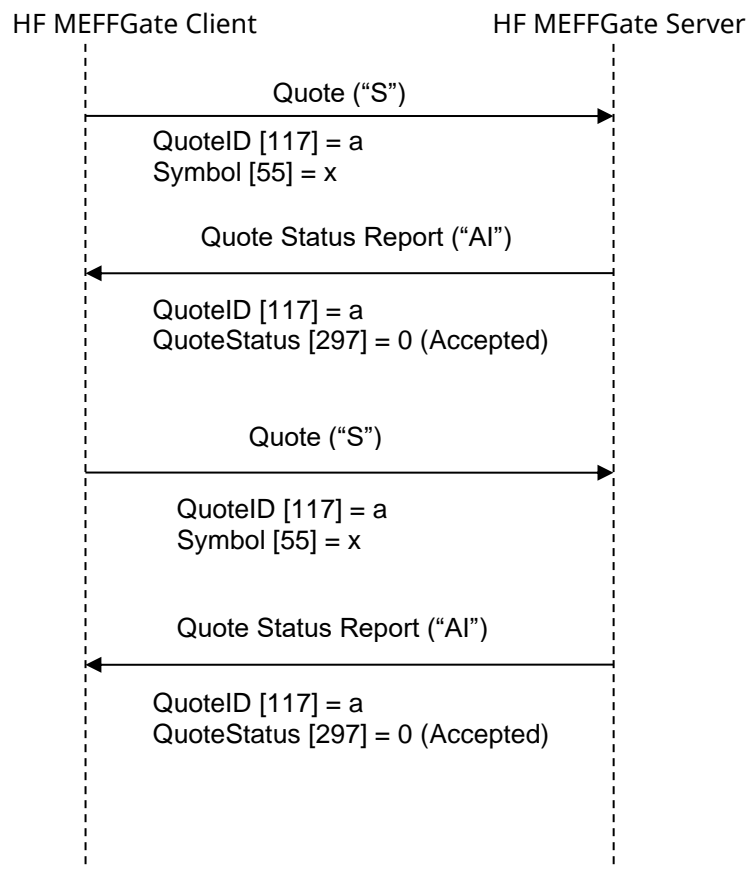 HF MEFFGate Client
HF MEFFGate Server
Quote (“S”)
QuoteID [117] = a
Symbol [55] = x
Quote Status Report (“AI”)
QuoteID [117] = a
QuoteStatus [297] = 0 (Accepted)
Quote (“S”)
QuoteID [117] = a
Symbol [55] = x
Quote Status Report (“AI”)
QuoteID [117] = a
QuoteStatus [297] = 0 (Accepted)